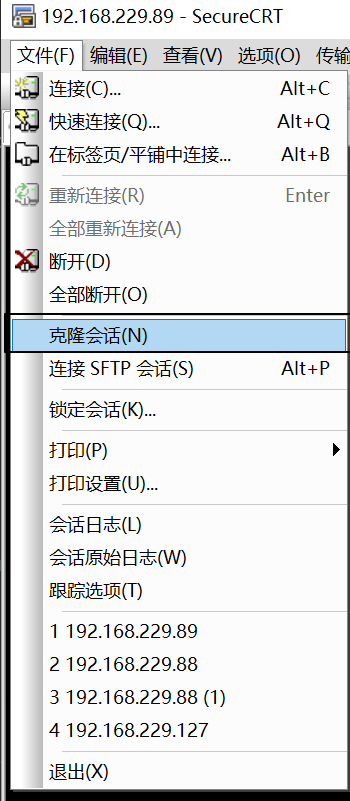 192.168.229.89 - SecureCRT
文件(F) 编辑(E) 查看(V) 选项(O) 传输
连接(C)... Alt+C
快速连接(Q)... Alt+Q
在标签页/平铺中连接... Alt+B
重新连接(R) Enter
全部重新连接(A)
断开(D)
全部断开(O)
克隆会话(N)
连接 SFTP 会话(S) Alt+P
锁定会话(K)...
打印(P)
打印设置(U)...
会话日志(L)
会话原始日志(W)
跟踪选项(T)
1 192.168.229.89
2 192.168.229.88
3 192.168.229.88 (1)
4 192.168.229.127
退出(X)